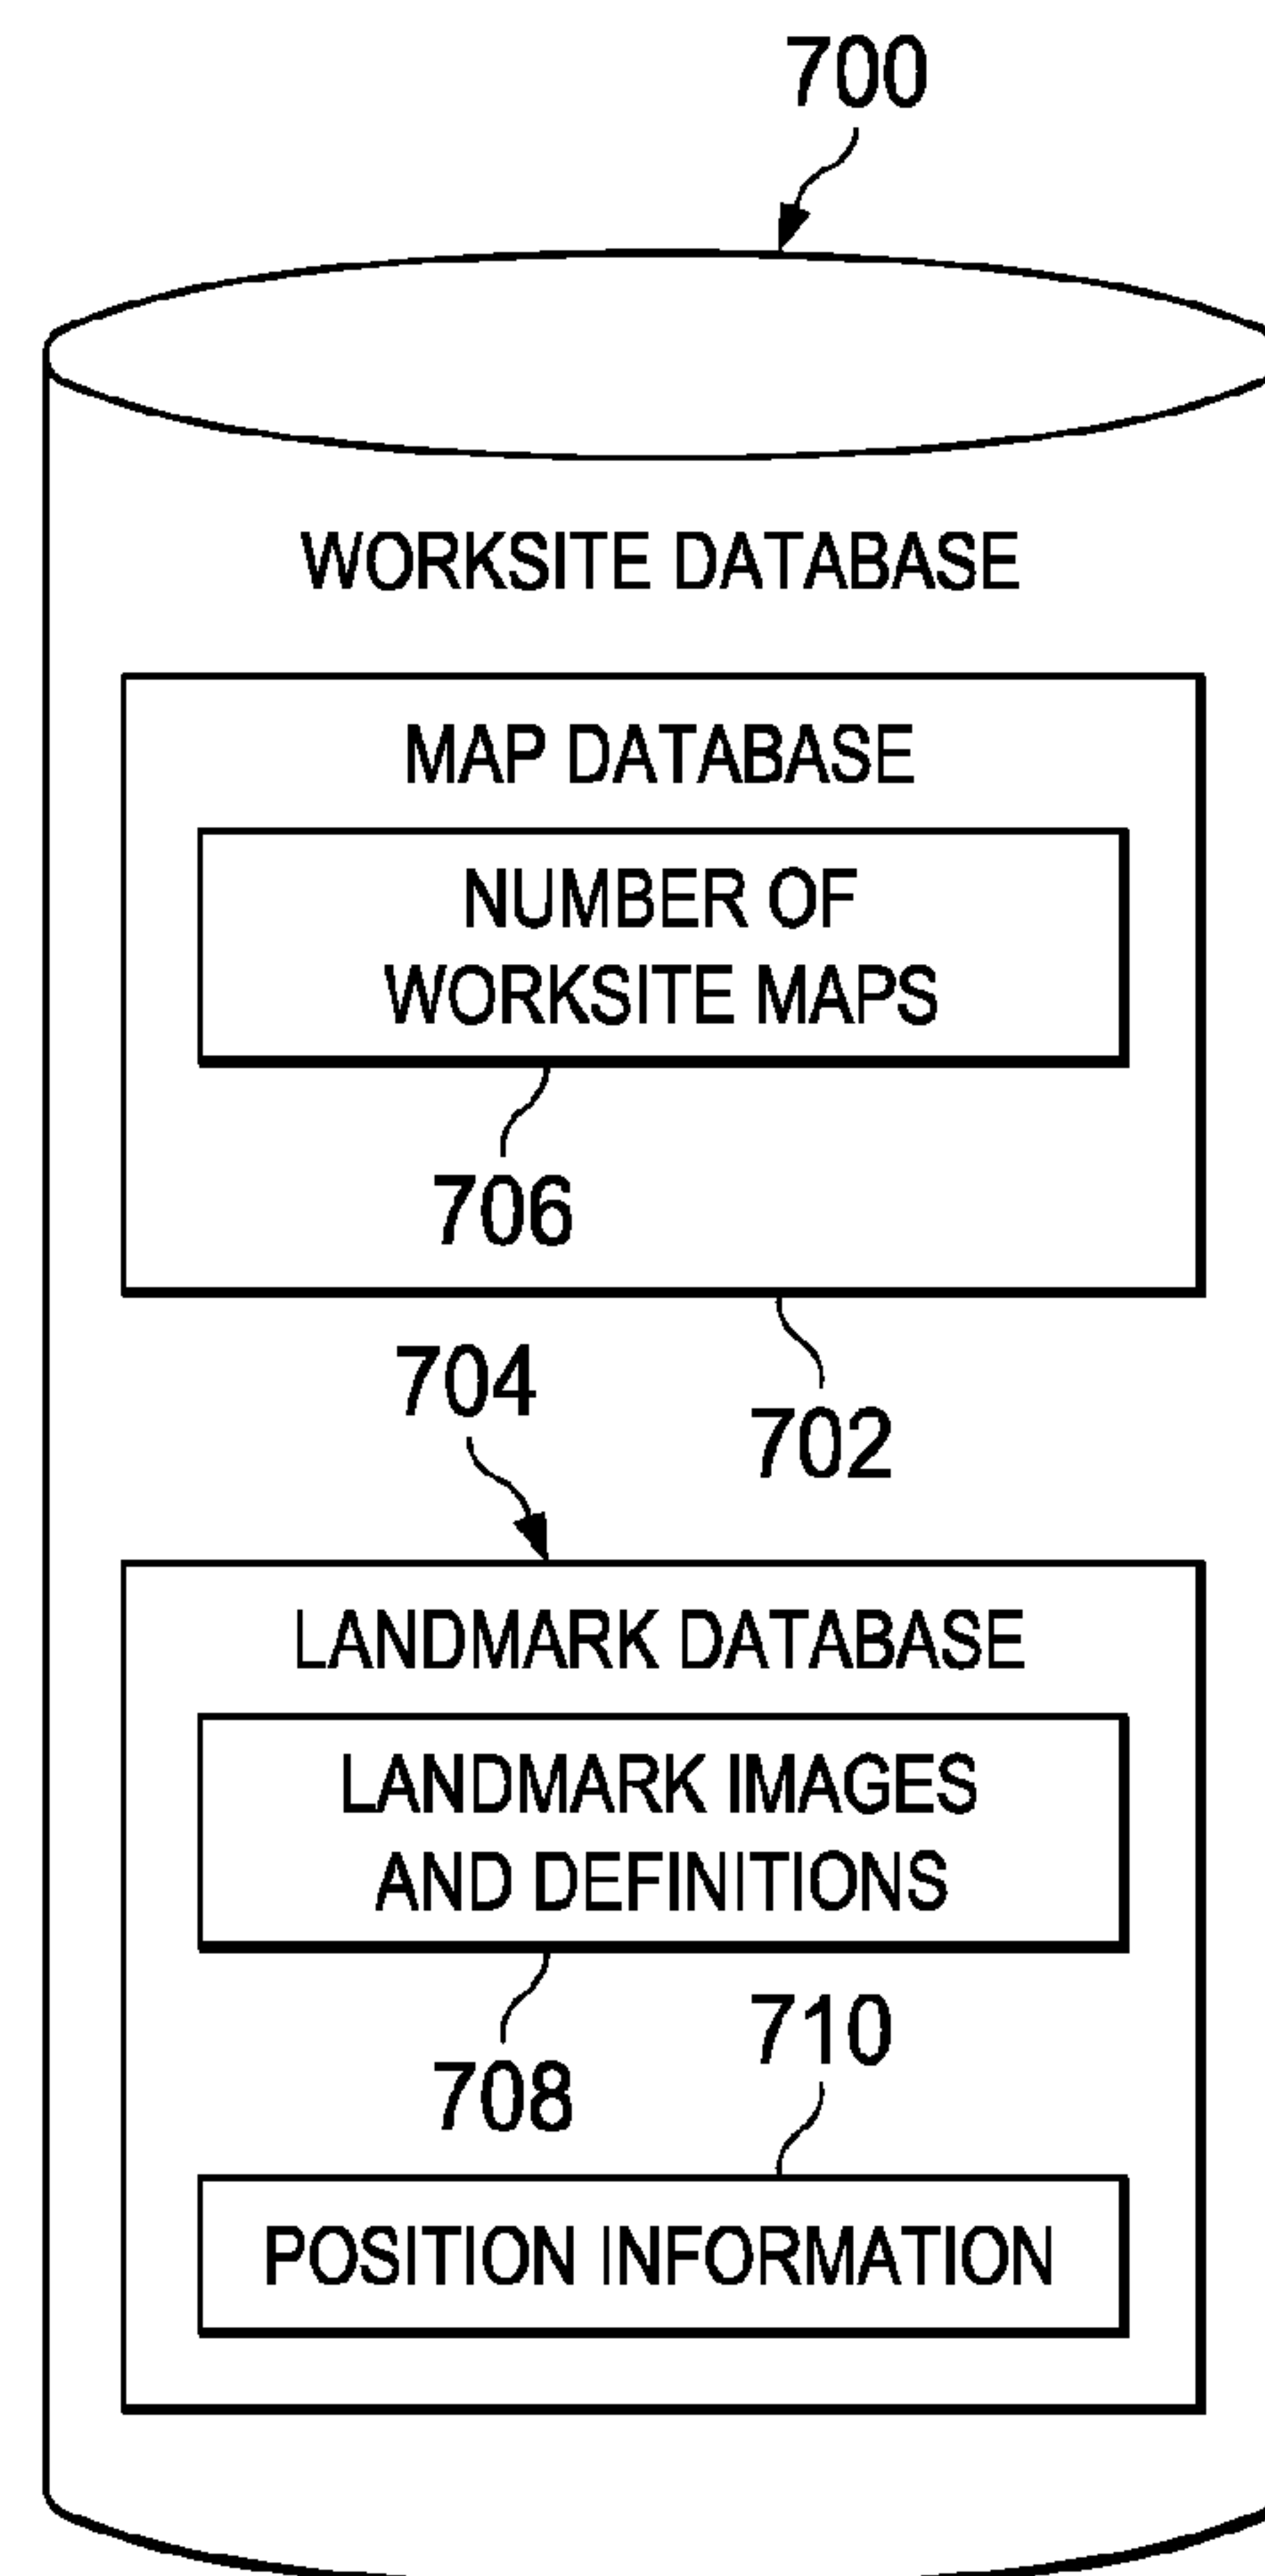 700
WORKSITE DATABASE
MAP DATABASE
NUMBER OF
WORKSITE MAPS
706
704
702
LANDMARK DATABASE
LANDMARK IMAGES
AND DEFINITIONS
710
708
POSITION INFORMATION